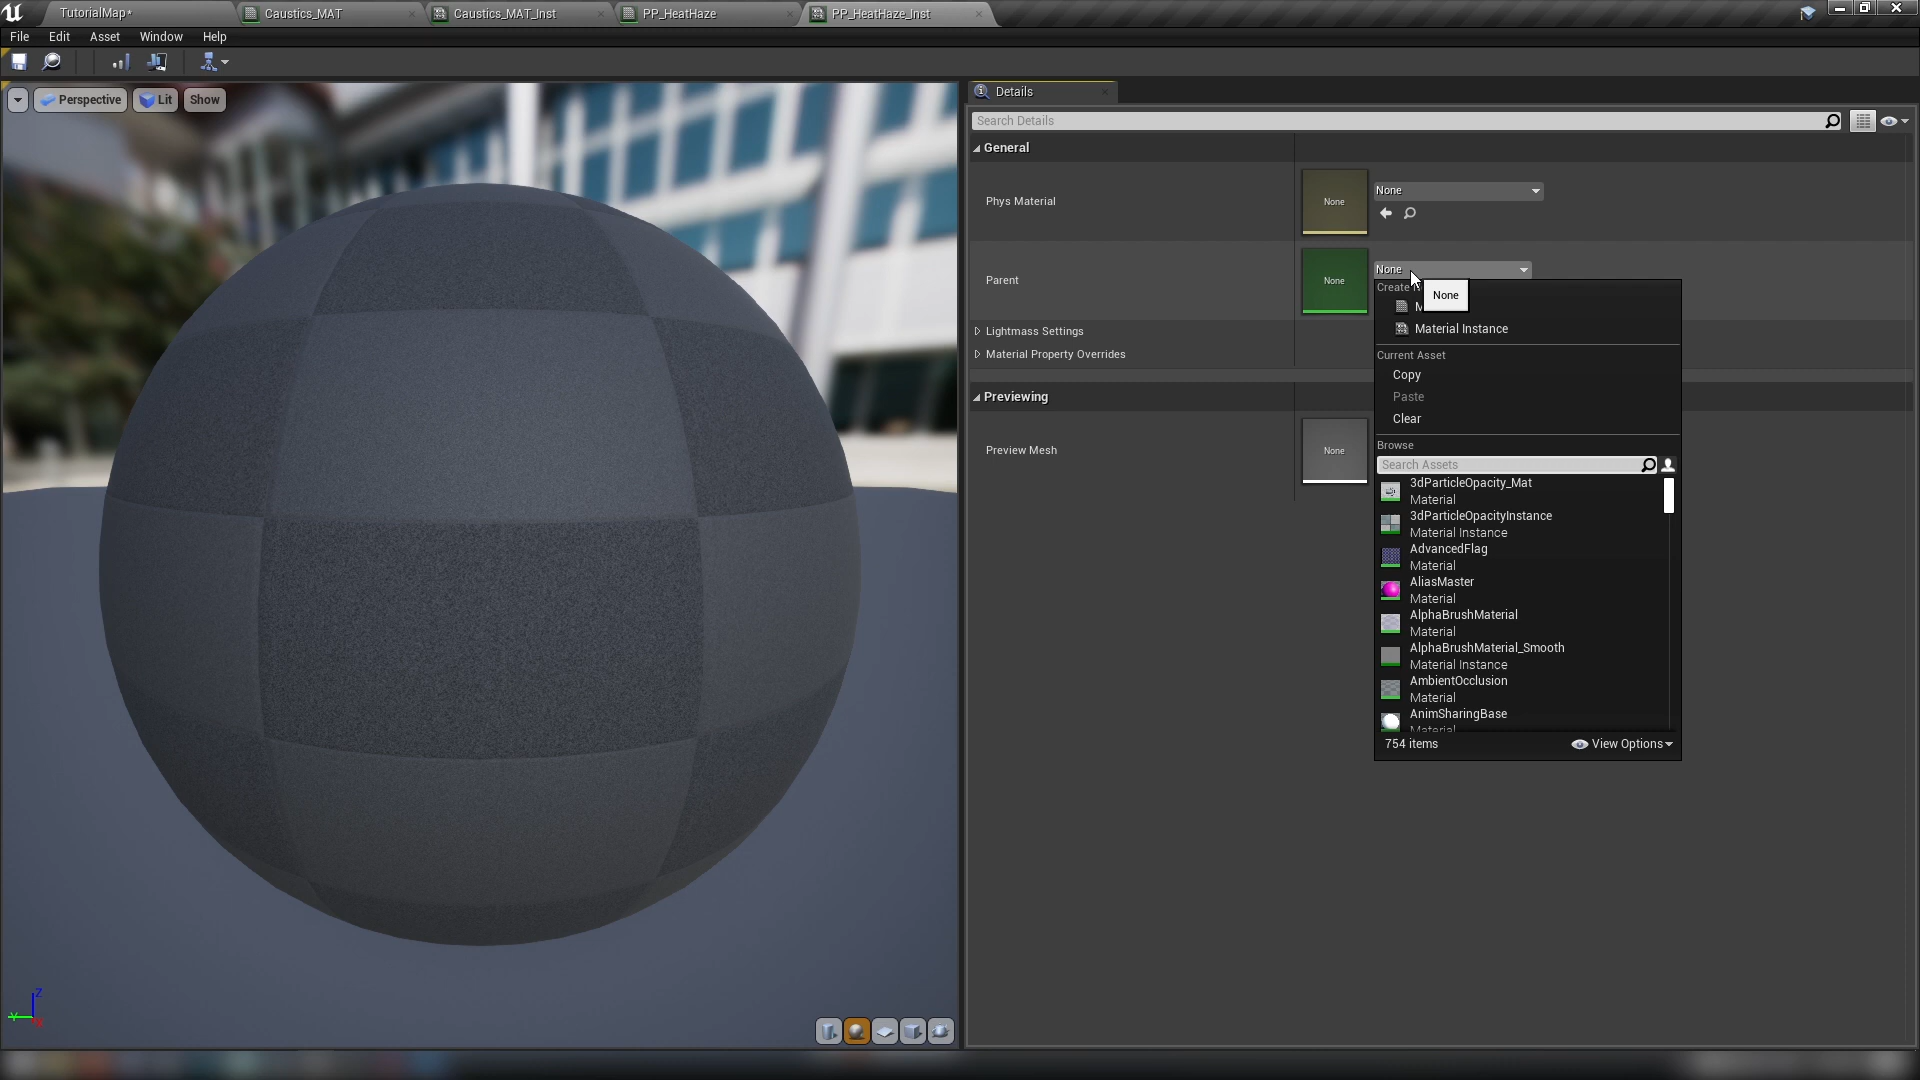 TutorialMap*
Caustics_MAT
Caustics_MAT_Inst
PP_HeatHaze
PP_HeatHaze_Inst
File Edit Asset Window Help
Perspective Lit Show
Details
Search Details
General
Phys Material
None
None
Parent
None
None
None
Create
M
Material Instance
Lightmass Settings
Material Property Overrides
Current Asset
Copy
Paste
Clear
Previewing
Preview Mesh
None
Browse
Search Assets
3dParticleOpacity_Mat
Material
3dParticleOpacityInstance
Material Instance
AdvancedFlag
Material
AliasMaster
Material
AlphaBrushMaterial
Material
AlphaBrushMaterial_Smooth
Material Instance
AmbientOcclusion
Material
AnimSharingBase
Material
754 items
View Options
Z
Y
X